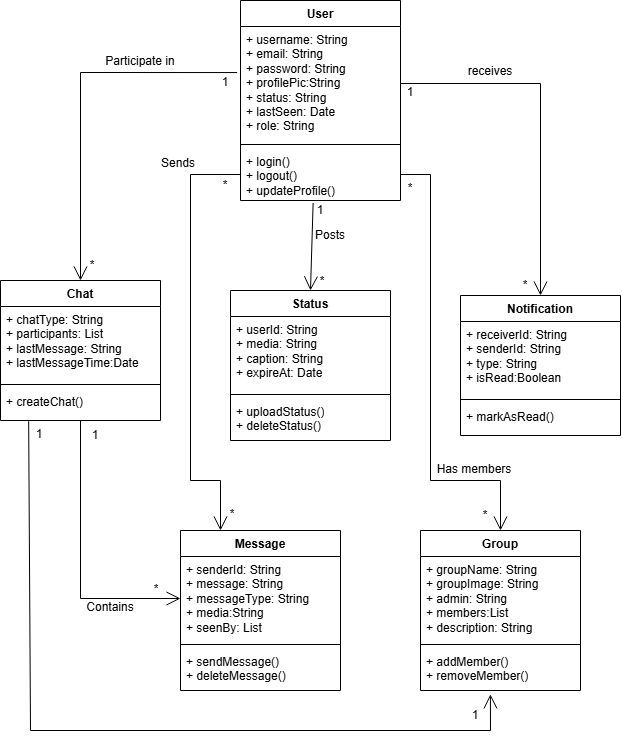 User
+ username: String
+ email: String
+ password: String
+ profilePic:String
+ status: String
+ lastSeen: Date
+ role: String
+ login()
+ logout()
+ updateProfile()
Participate in
1
receives
1
Sends
*
*
1
Posts
*
*
*
Chat
+ chatType: String
+ participants: List
+ lastMessage: String
+ lastMessageTime:Date
+ createChat()
Status
+ userId: String
+ media: String
+ caption: String
+ expireAt: Date
+ uploadStatus()
+ deleteStatus()
Notification
+ receiverId: String
+ senderId: String
+ type: String
+ isRead:Boolean
+ markAsRead()
1
1
Has members
*
*
Message
+ senderId: String
+ message: String
+ messageType: String
+ media:String
+ seenBy: List
+ sendMessage()
+ deleteMessage()
Group
+ groupName: String
+ groupImage: String
+ admin: String
+ members:List
+ description: String
+ addMember()
+ removeMember()
*
Contains
1